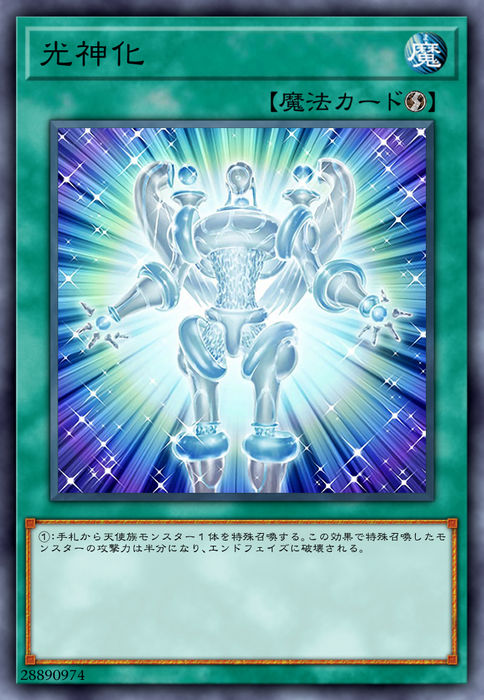 光神化
魔
【魔法カード】
①：手札から天使族モンスター１体を特殊召喚する。この効果で特殊召喚したモ
ンスターの攻撃力は半分になり、エンドフェイズに破壊される。
28890974